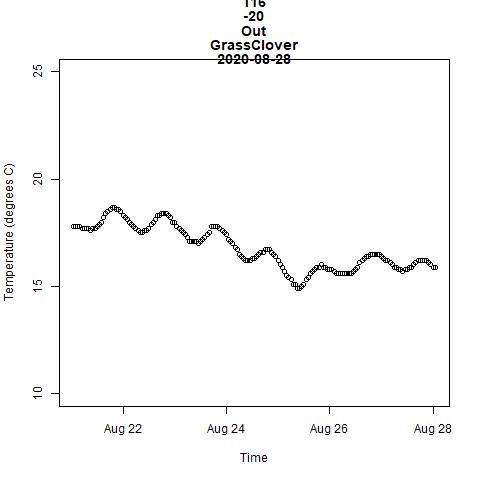 T16
-20
Out
GrassClover
2020-08-28
25
20
15
10
Temperature (degrees C)
Aug 22 Aug 24 Aug 26 Aug 28
Time